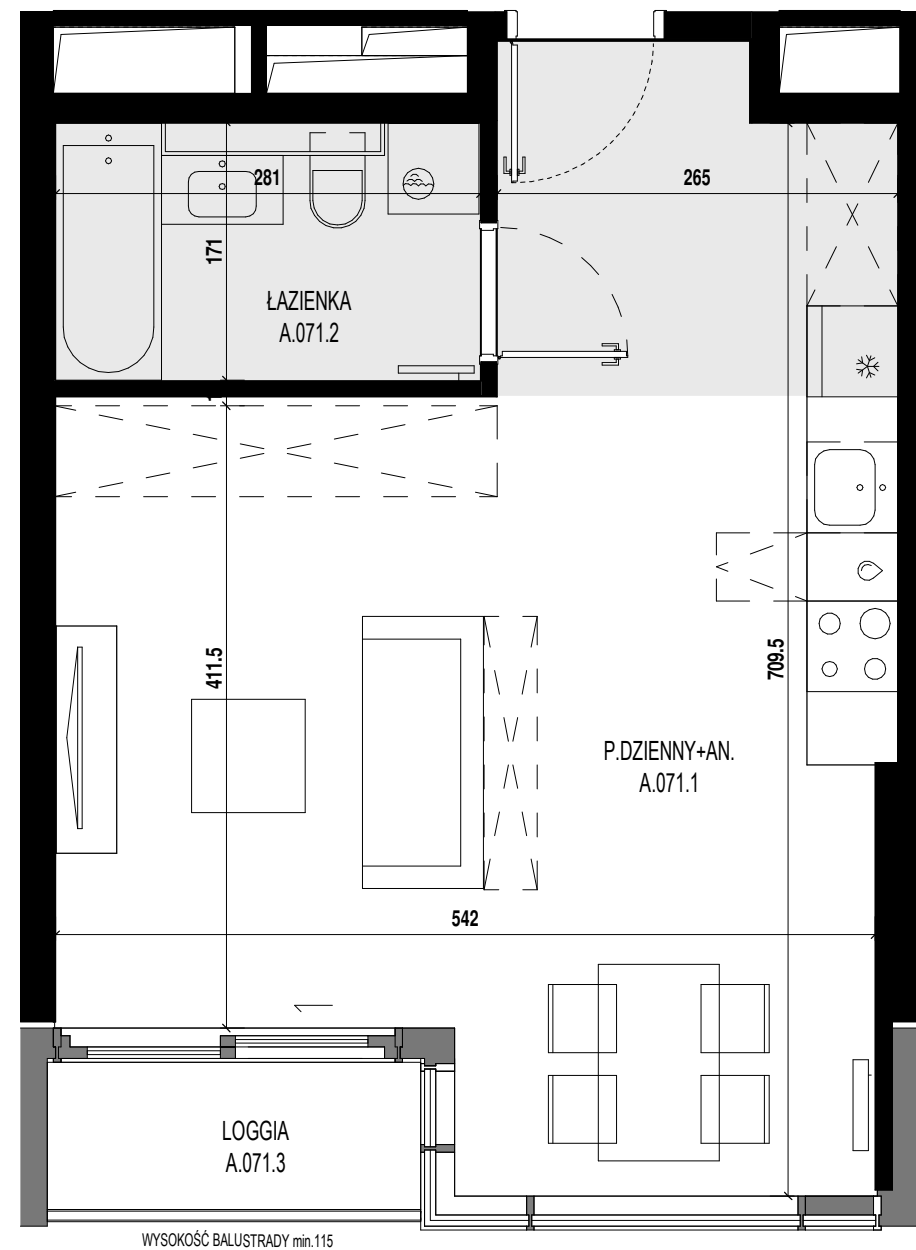 281
265
171
ŁAZIENKA
A.071.2
1
411.5
709.5
P.DZIENNY+AN.
A.071.1
542
LOGGIA
A.071.3
WYSOKOŚĆ BALUSTRADY min.115